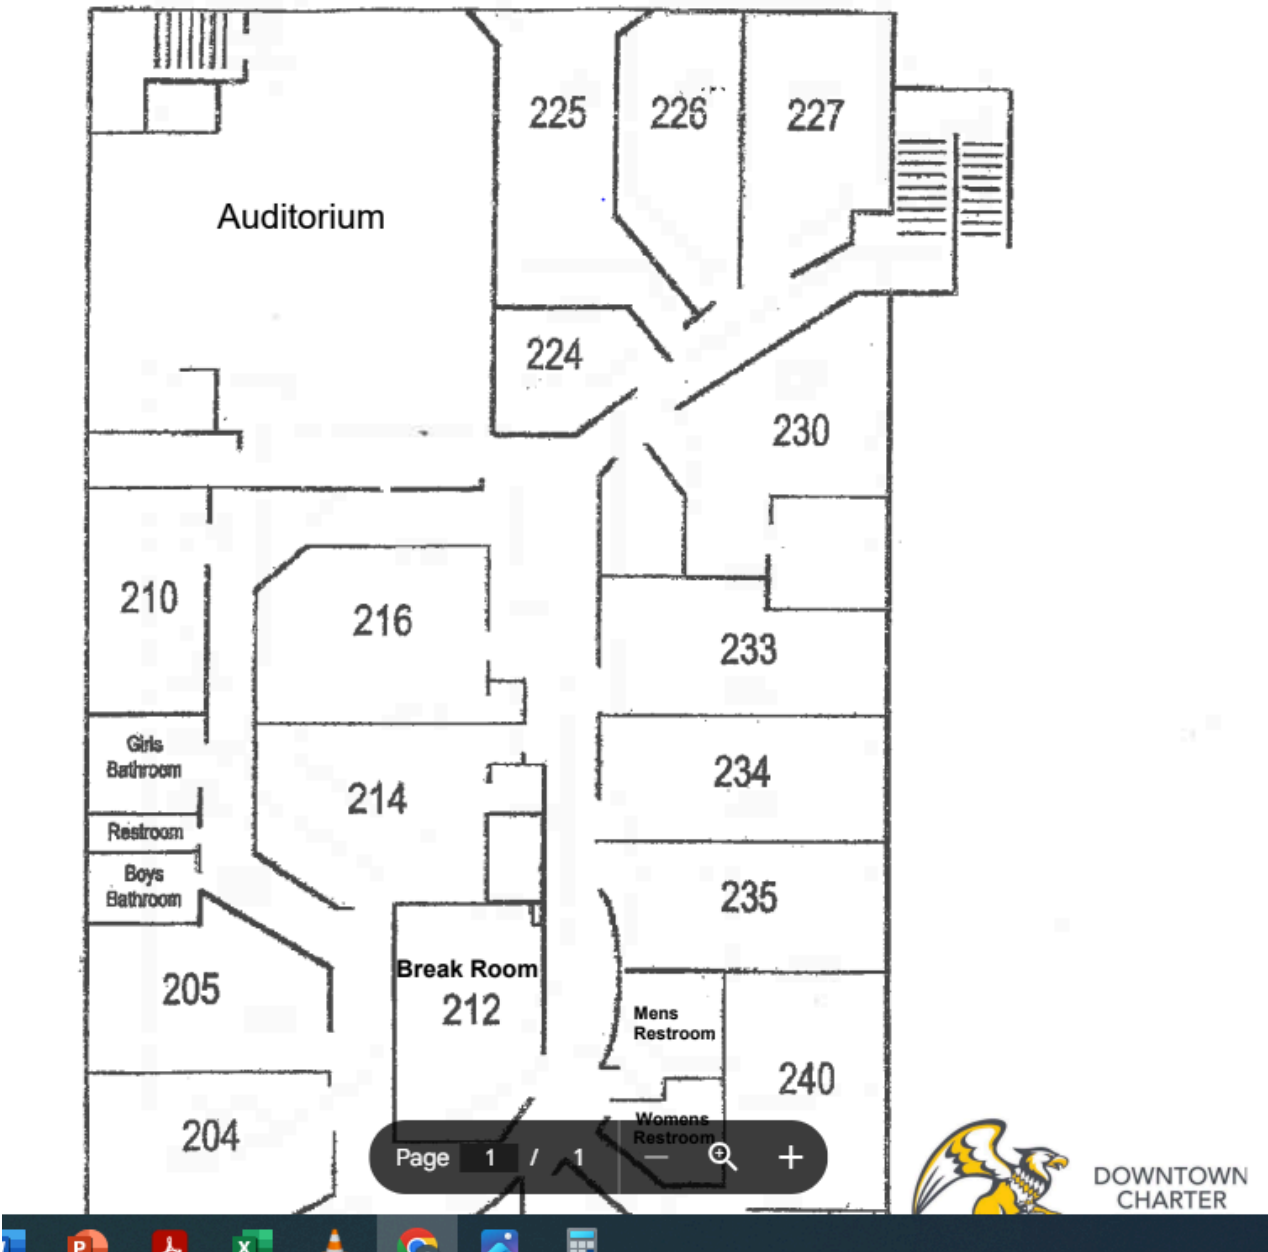 225
226
227
Auditorium
224
230
210
216
233
Girls
Bathroom
214
234
Restroom
Boys
Bathroom
235
205
Break Room
212
Mens
Restroom
240
204
Womens
Restroom
Page 1 / 1
DOWNTOWN
CHARTER